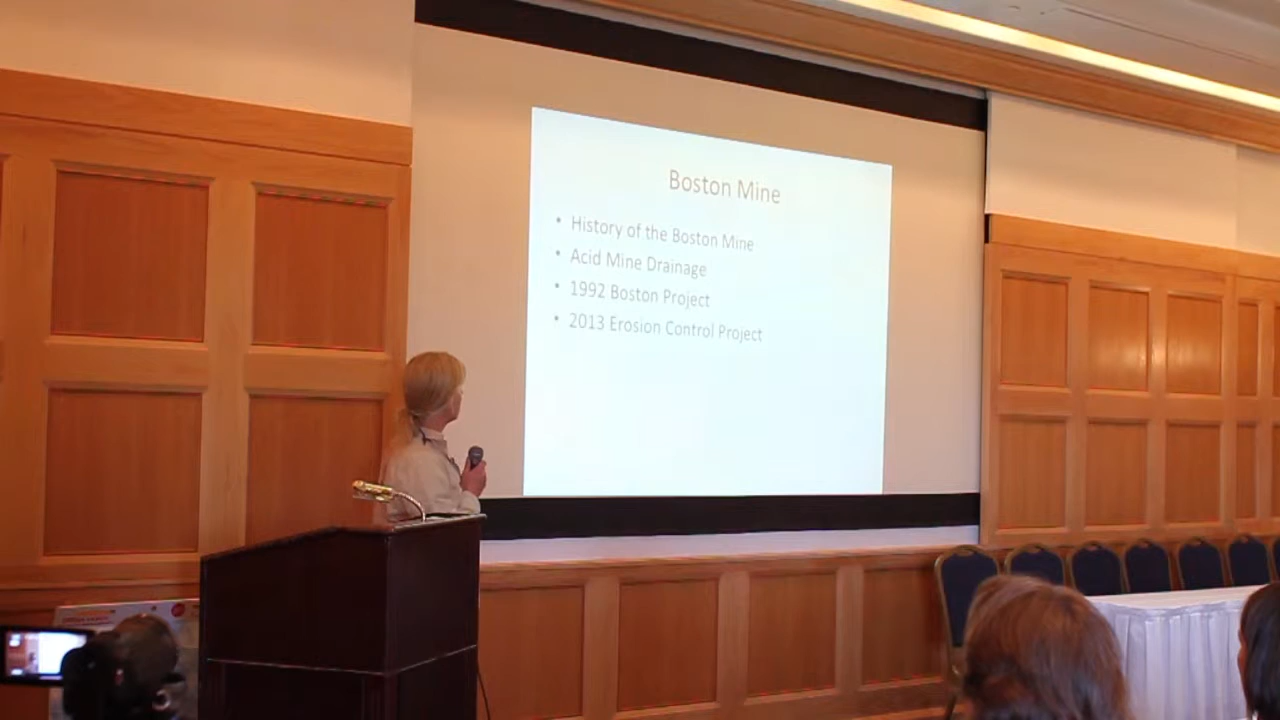 Boston Mine
• History of the Boston Mine
• Acid Mine Drainage
• 1992 Boston Project
• 2013 Erosion Control Project